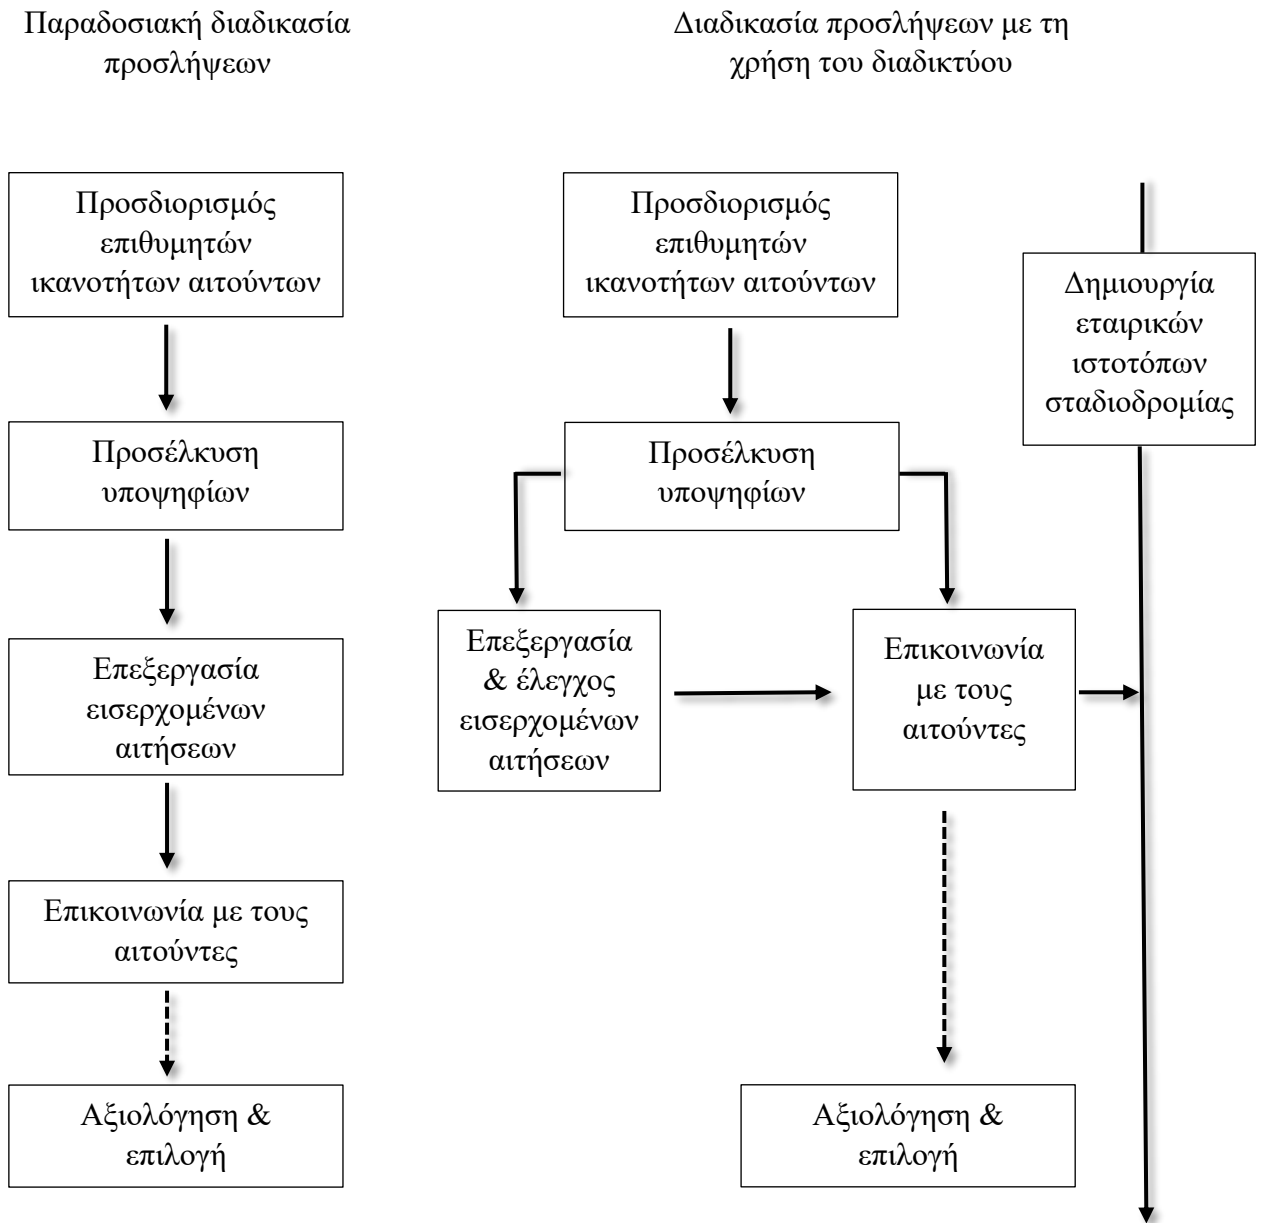 Παραδοσιακή διαδικασία
προσλήψεων
Διαδικασία προσλήψεων με τη
χρήση του διαδικτύου
Προσδιορισμός
επιθυμητών
ικανοτήτων αιτούντων
Προσέλκυση
υποψηφίων
Επεξεργασία
εισερχομένων
αιτήσεων
Επικοινωνία με τους
αιτούντες
Αξιολόγηση &
επιλογή
Προσδιορισμός
επιθυμητών
ικανοτήτων αιτούντων
Προσέλκυση
υποψηφίων
Επεξεργασία
& έλεγχος
εισερχομένων
αιτήσεων
Επικοινωνία
με τους
αιτούντες
Αξιολόγηση &
επιλογή
Δημιουργία
εταιρικών
ιστοτόπων
σταδιοδρομίας